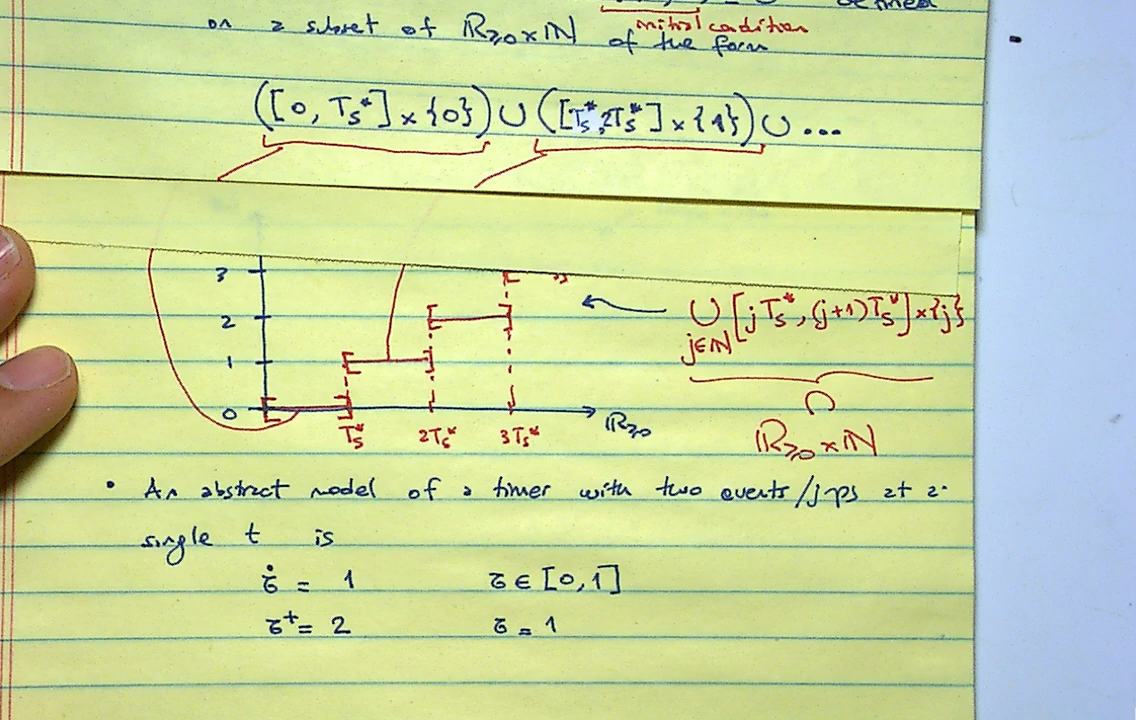 defined
on a subset of ℝ≥0×ℕ of the form
initial condition
([0, Ts*] × {0}) ∪ ([Ts*, 2Ts*] × {1}) ∪ ...
3
2
1
0
Ts* 2Ts* 3Ts* ℝ≥0
∪ [jTs*, (j+1)Ts*] × {j}
j∈ℕ
∩
ℝ≥0 × ℕ
• An abstract model of a timer with two events/jumps at a
single t is
τ̇ = 1 τ ∈ [0,1]
τ⁺ = 2 τ = 1